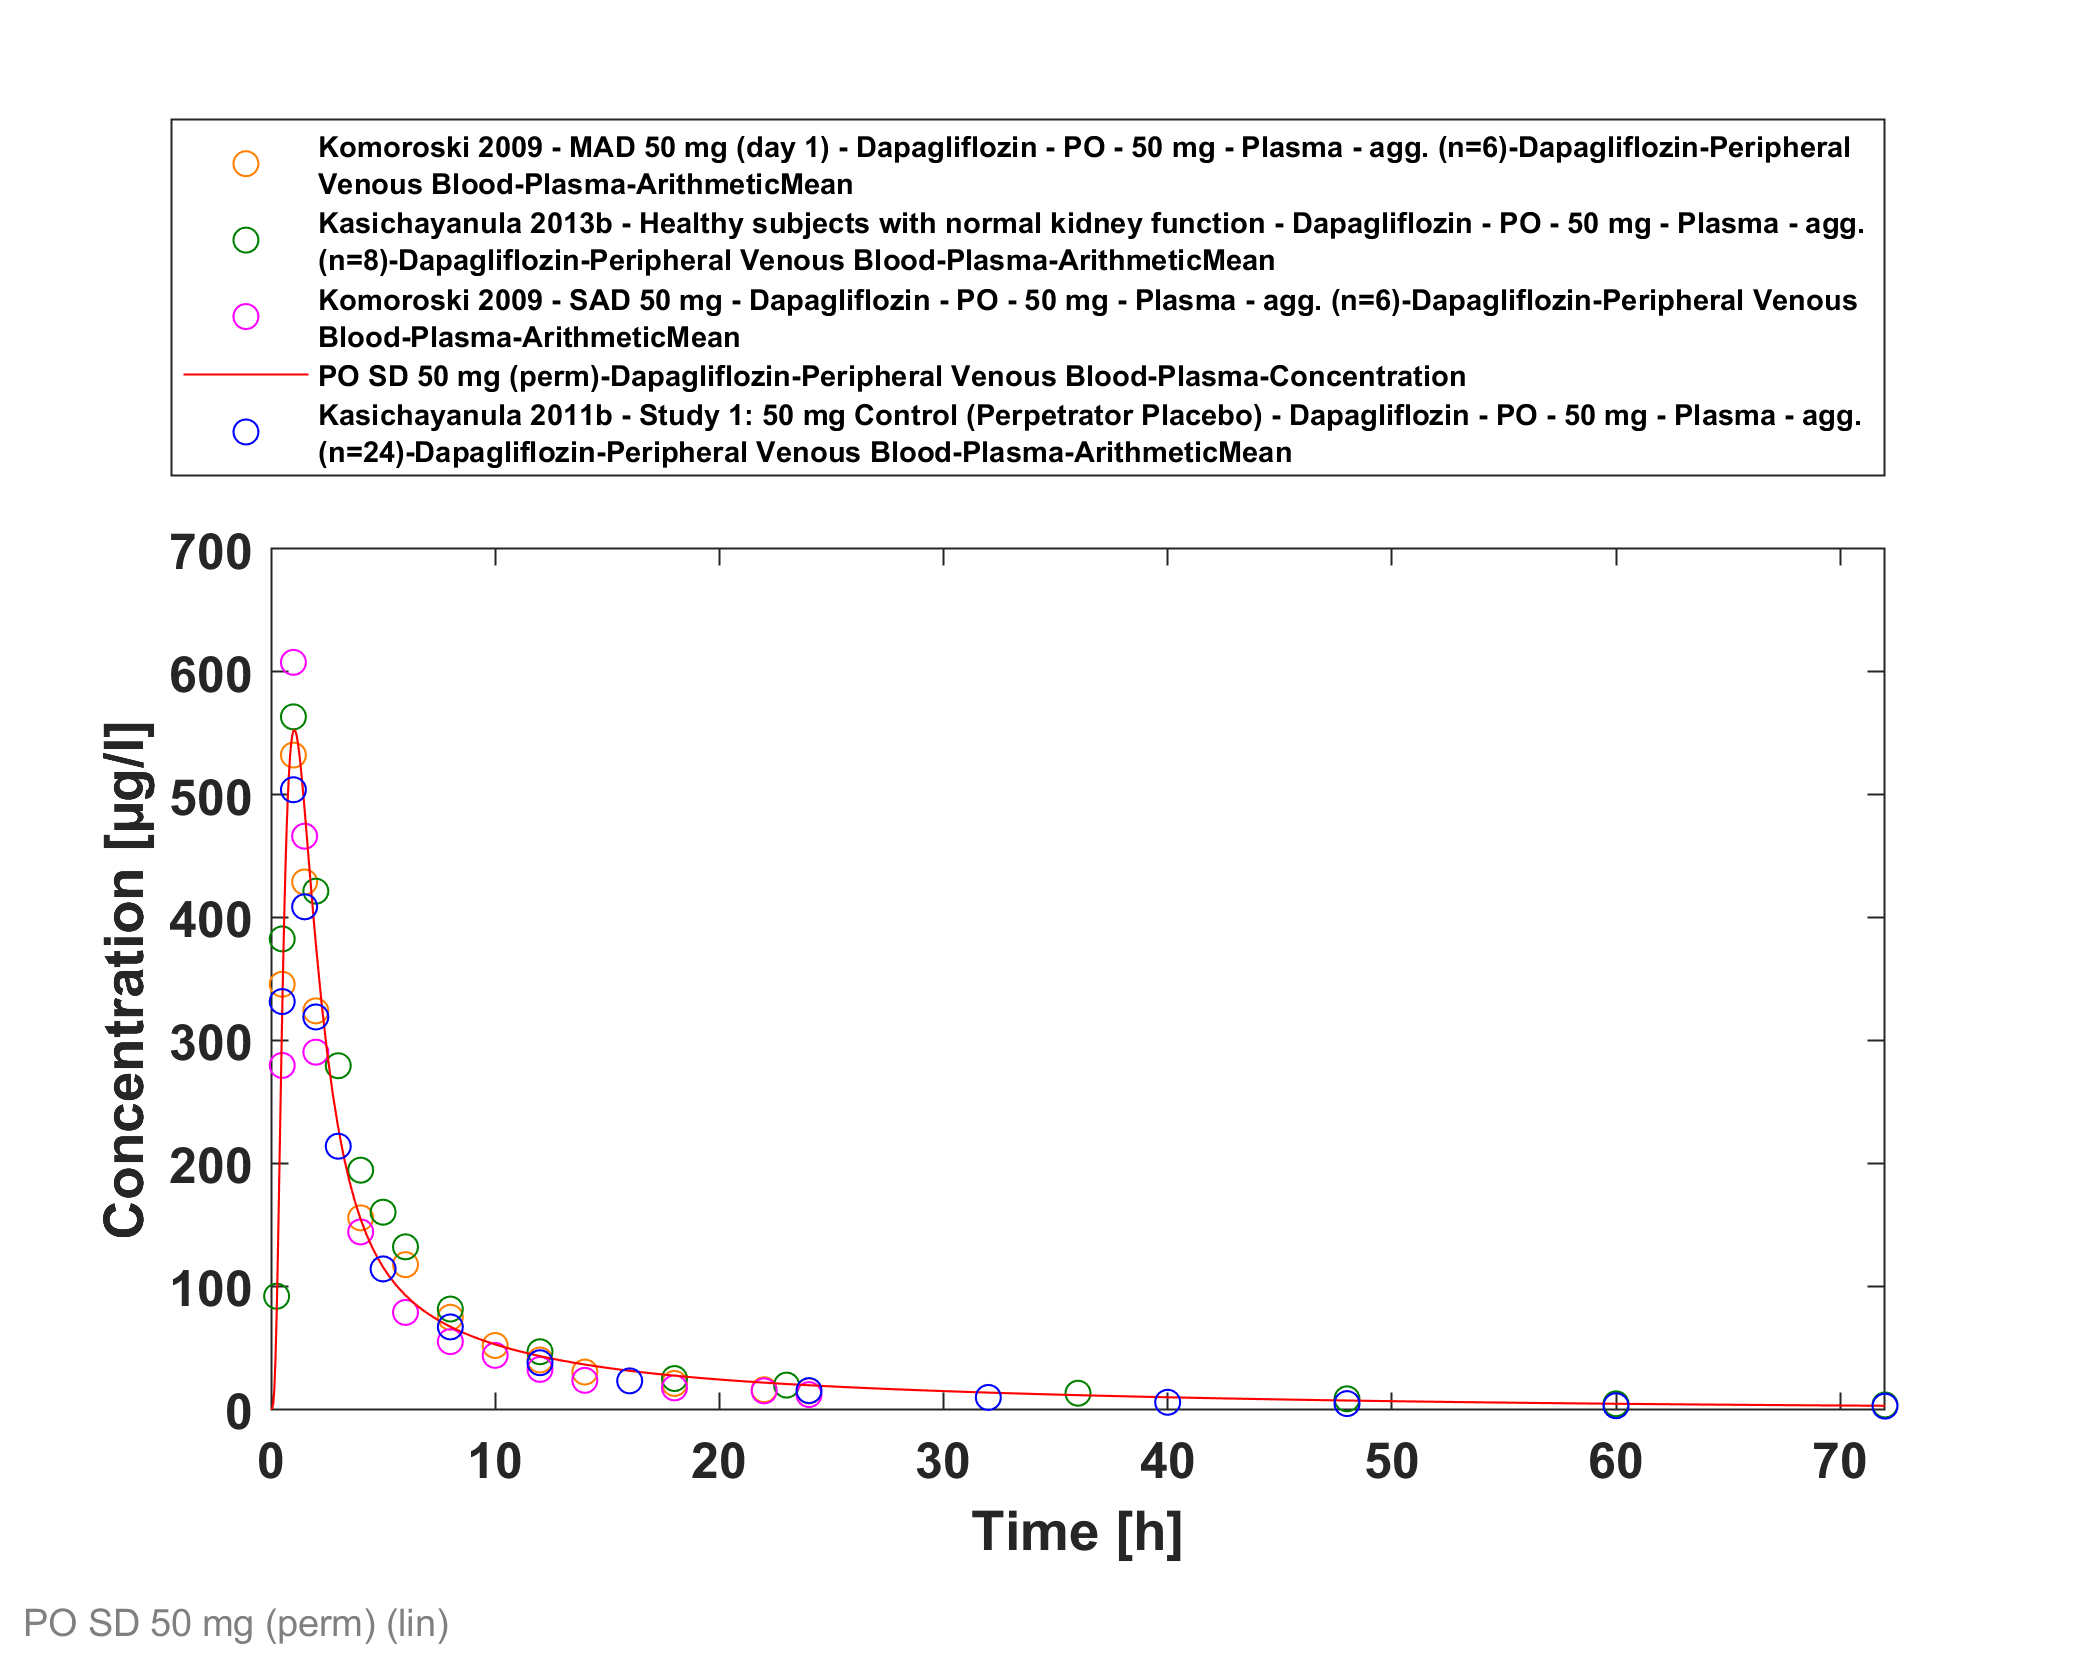 Komoroski 2009 - MAD 50 mg (day 1) - Dapagliflozin - PO - 50 mg - Plasma - agg. (n=6)-Dapagliflozin-Peripheral
Venous Blood-Plasma-ArithmeticMean
Kasichayanula 2013b - Healthy subjects with normal kidney function - Dapagliflozin - PO - 50 mg - Plasma - agg.
(n=8)-Dapagliflozin-Peripheral Venous Blood-Plasma-ArithmeticMean
Komoroski 2009 - SAD 50 mg - Dapagliflozin - PO - 50 mg - Plasma - agg. (n=6)-Dapagliflozin-Peripheral Venous
Blood-Plasma-ArithmeticMean
PO SD 50 mg (perm)-Dapagliflozin-Peripheral Venous Blood-Plasma-Concentration
Kasichayanula 2011b - Study 1: 50 mg Control (Perpetrator Placebo) - Dapagliflozin - PO - 50 mg - Plasma - agg.
(n=24)-Dapagliflozin-Peripheral Venous Blood-Plasma-ArithmeticMean
Concentration [µg/l]
700
600
500
400
300
200
100
0
0 10 20 30 40 50 60 70
Time [h]
PO SD 50 mg (perm) (lin)